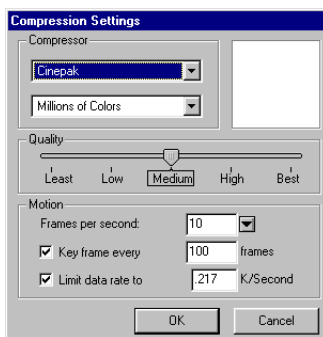 Compression Settings
Compressor
Cinepak
Millions of Colors
Quality
Least Low Medium High Best
Motion
Frames per second: 10
Key frame every 100 frames
Limit data rate to .217 K/Second
OK Cancel